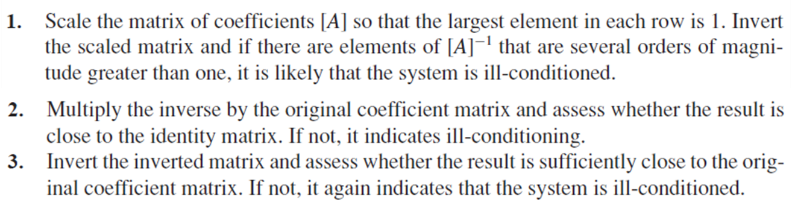 1. Scale the matrix of coefficients [A] so that the largest element in each row is 1. Invert
the scaled matrix and if there are elements of [A]⁻¹ that are several orders of magni-
tude greater than one, it is likely that the system is ill-conditioned.
2. Multiply the inverse by the original coefficient matrix and assess whether the result is
close to the identity matrix. If not, it indicates ill-conditioning.
3. Invert the inverted matrix and assess whether the result is sufficiently close to the orig-
inal coefficient matrix. If not, it again indicates that the system is ill-conditioned.